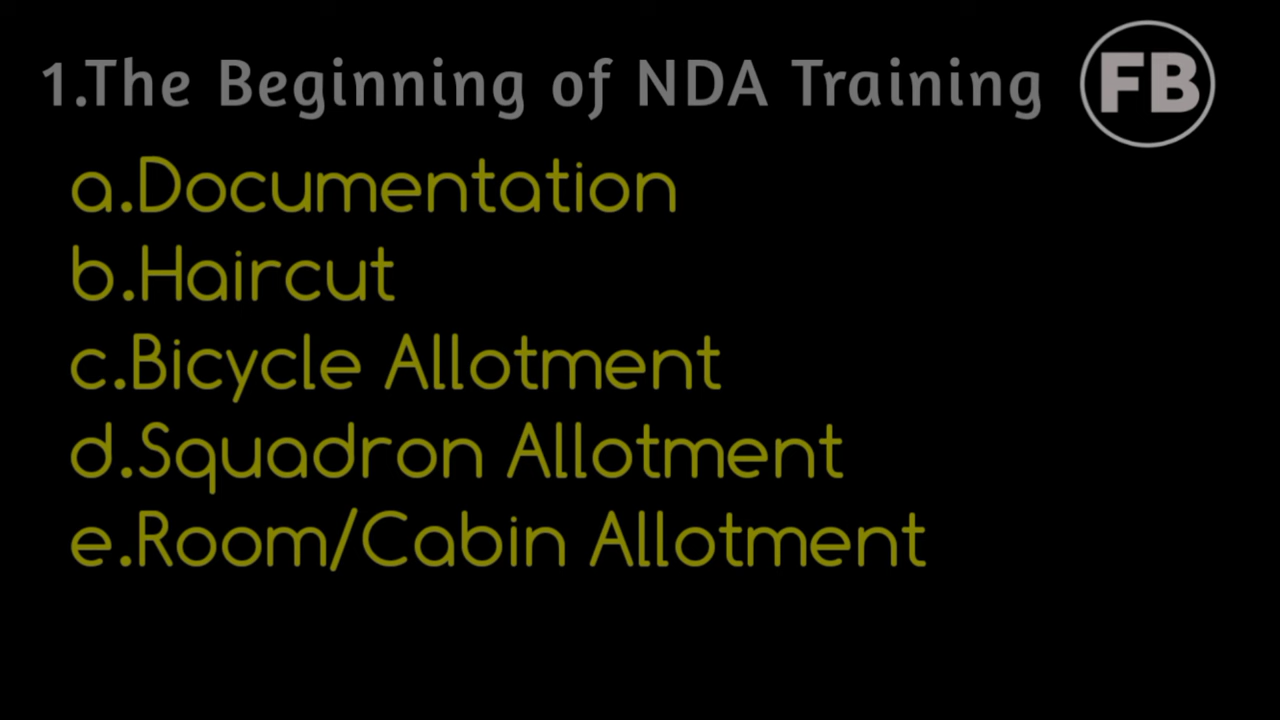 1.The Beginning of NDA Training
FB
a.Documentation
b.Haircut
c.Bicycle Allotment
d.Squadron Allotment
e.Room/Cabin Allotment